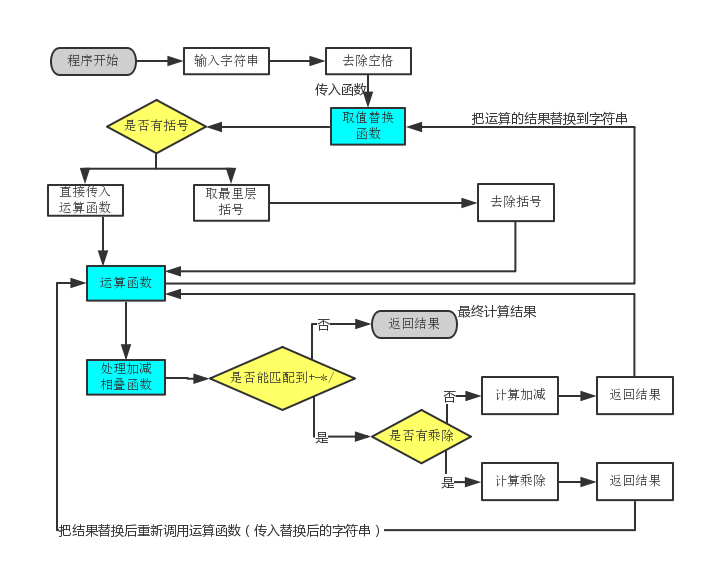 程序开始
输入字符串
去除空格
传入函数
取值替换
函数
把运算的结果替换到字符串
是否有括号
直接传入
运算函数
取最里层
括号
去除括号
运算函数
处理加减
相叠函数
是否能匹配到+-*/
否
返回结果
最终计算结果
是
是否有乘除
否
计算加减
返回结果
是
计算乘除
返回结果
把结果替换后重新调用运算函数（传入替换后的字符串）